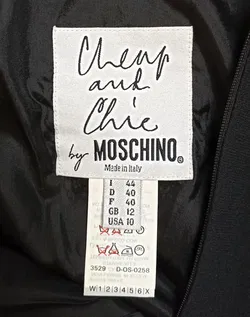 Cheap
and
Chic
by MOSCHINO®
Made in Italy
I 44
D 40
F 40
GB 12
USA 10
3529 D-OS-0258
W 1 2 3 4 5 6 X